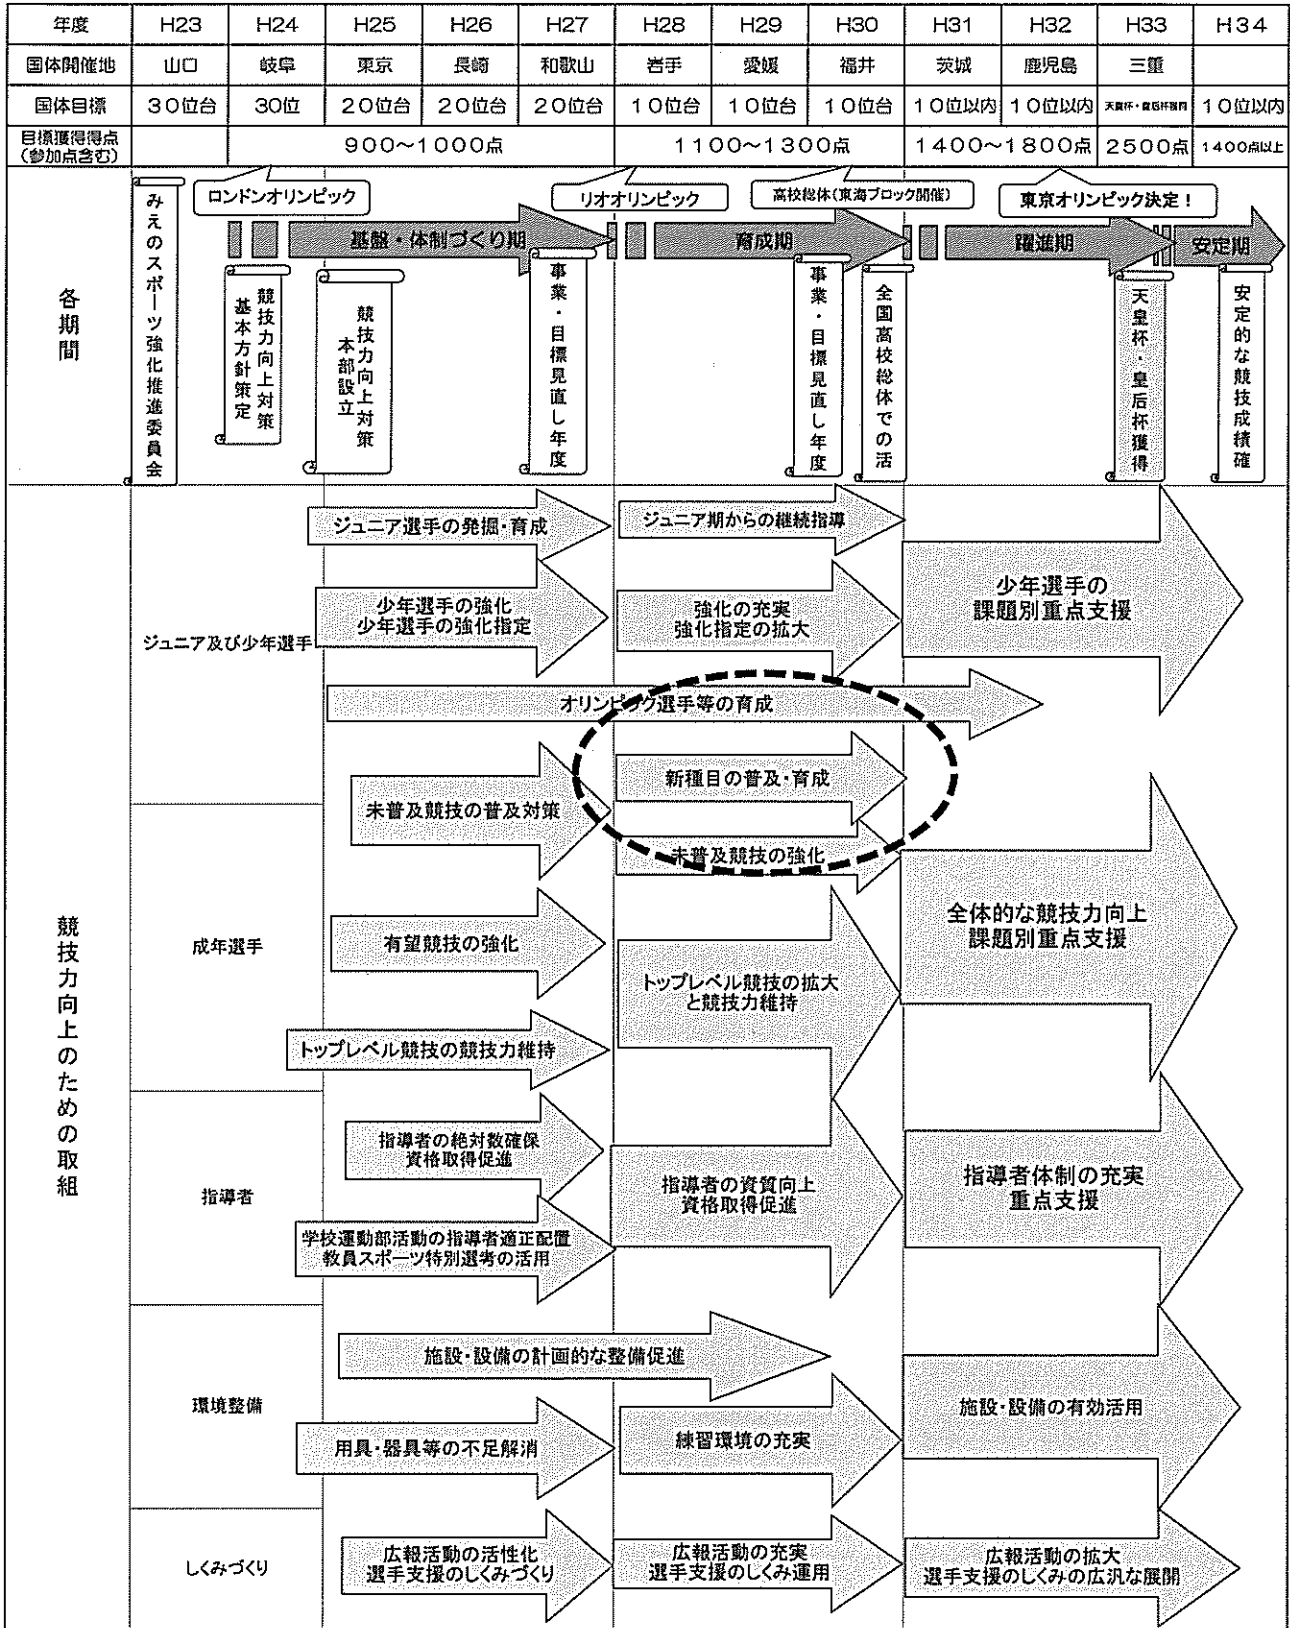 年度 H23 H24 H25 H26 H27 H28 H29 H30 H31 H32 H33 H34
国体開催地 山口 岐阜 東京 長崎 和歌山 岩手 愛媛 福井 茨城 鹿児島 三重
国体目標 30位台 30位 20位台 20位台 20位台 10位台 10位台 10位台 10位以内 10位以内 天皇杯・皇后杯獲得 10位以内
目標獲得得点
(参加点含む) 900～1000点 1100～1300点 1400～1800点 2500点 1400点以上
ロンドンオリンピック
リオオリンピック
高校総体(東海ブロック開催)
東京オリンピック決定！
基盤・体制づくり期
育成期
躍進期
安定期
各期間
みえのスポーツ強化推進委員会
競技力向上対策
基本方針策定
競技力向上対策
本部設立
事業・目標見直し年度
事業・目標見直し年度
全国高校総体での活
天皇杯・皇后杯獲得
安定的な競技成績確
競技力向上のための取組
ジュニア及び少年選手
ジュニア選手の発掘・育成
ジュニア期からの継続指導
少年選手の強化
少年選手の強化指定
強化の充実
強化指定の拡大
少年選手の
課題別重点支援
オリンピック選手等の育成
未普及競技の普及対策
新種目の普及・育成
未普及競技の強化
成年選手
有望競技の強化
トップレベル競技の競技力維持
トップレベル競技の拡大
と競技力維持
全体的な競技力向上
課題別重点支援
指導者
指導者の絶対数確保
資格取得促進
学校運動部活動の指導者適正配置
教員スポーツ特別選考の活用
指導者の資質向上
資格取得促進
指導者体制の充実
重点支援
環境整備
施設・設備の計画的な整備促進
用具・器具等の不足解消
練習環境の充実
施設・設備の有効活用
しくみづくり
広報活動の活性化
選手支援のしくみづくり
広報活動の充実
選手支援のしくみ運用
広報活動の拡大
選手支援のしくみの広汎な展開